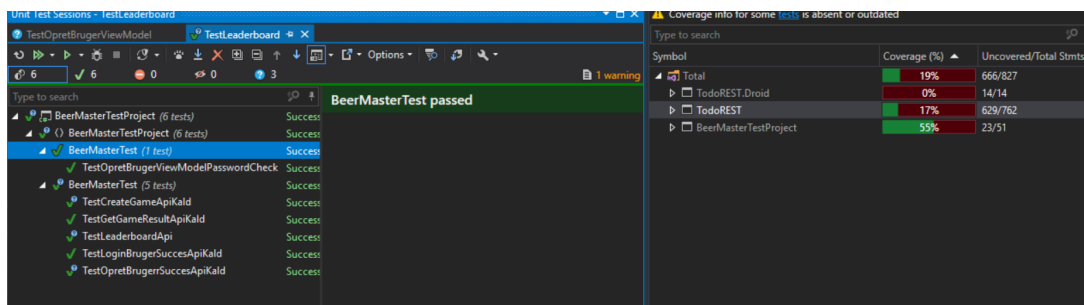 Unit Test Sessions - TestLeaderboard
TestOpretBrugerViewModel
TestLeaderboard
Options
6
6
0
0
3
1 warning
Type to search
BeerMasterTest passed
BeerMasterTestProject (6 tests) Success
BeerMasterTestProject (6 tests) Success
BeerMasterTest (1 test) Success
TestOpretBrugerViewModelPasswordCheck Success
BeerMasterTest (5 tests) Success
TestCreateGameApiKald Success
TestGetGameResultApiKald Success
TestLeaderboardApi Success
TestLoginBrugerSuccesApiKald Success
TestOpretBrugerrSuccesApiKald Success
Coverage info for some tests is absent or outdated
Type to search
Symbol Coverage (%) Uncovered/Total Stmts
Total 19% 666/827
TodoREST.Droid 0% 14/14
TodoREST 17% 629/762
BeerMasterTestProject 55% 23/51